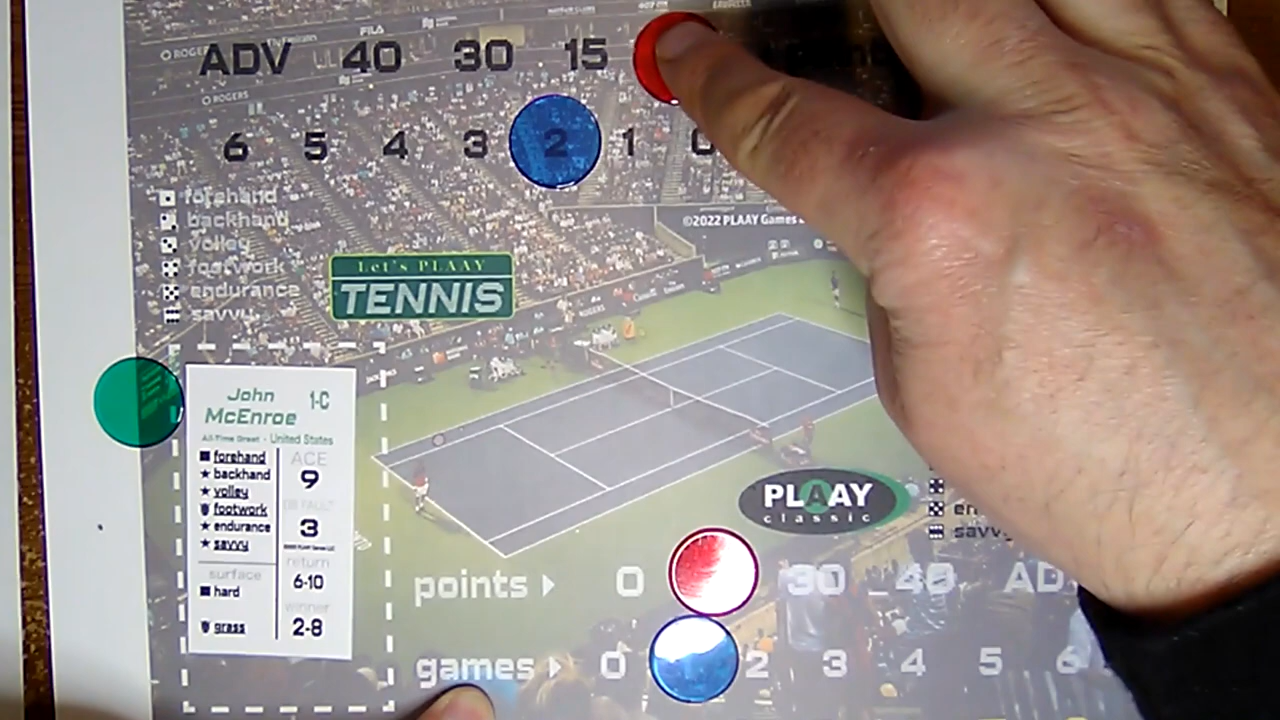 ROGERS
FILA
ADV 40 30 15
ROGERS
6 5 4 3 2 1 0
©2022 PLAAY Games
forehand
backhand
volley
footwork
endurance
savvy
Let's PLAAY
TENNIS
John
McEnroe
1-C
All-Time Great - United States
forehand
backhand
volley
footwork
endurance
savvy
ACE
9
3
return
6-10
winner
2-8
surface
hard
grass
PLAAY
classic
savvy
points 0 30 40 AD
games 0 2 3 4 5 6